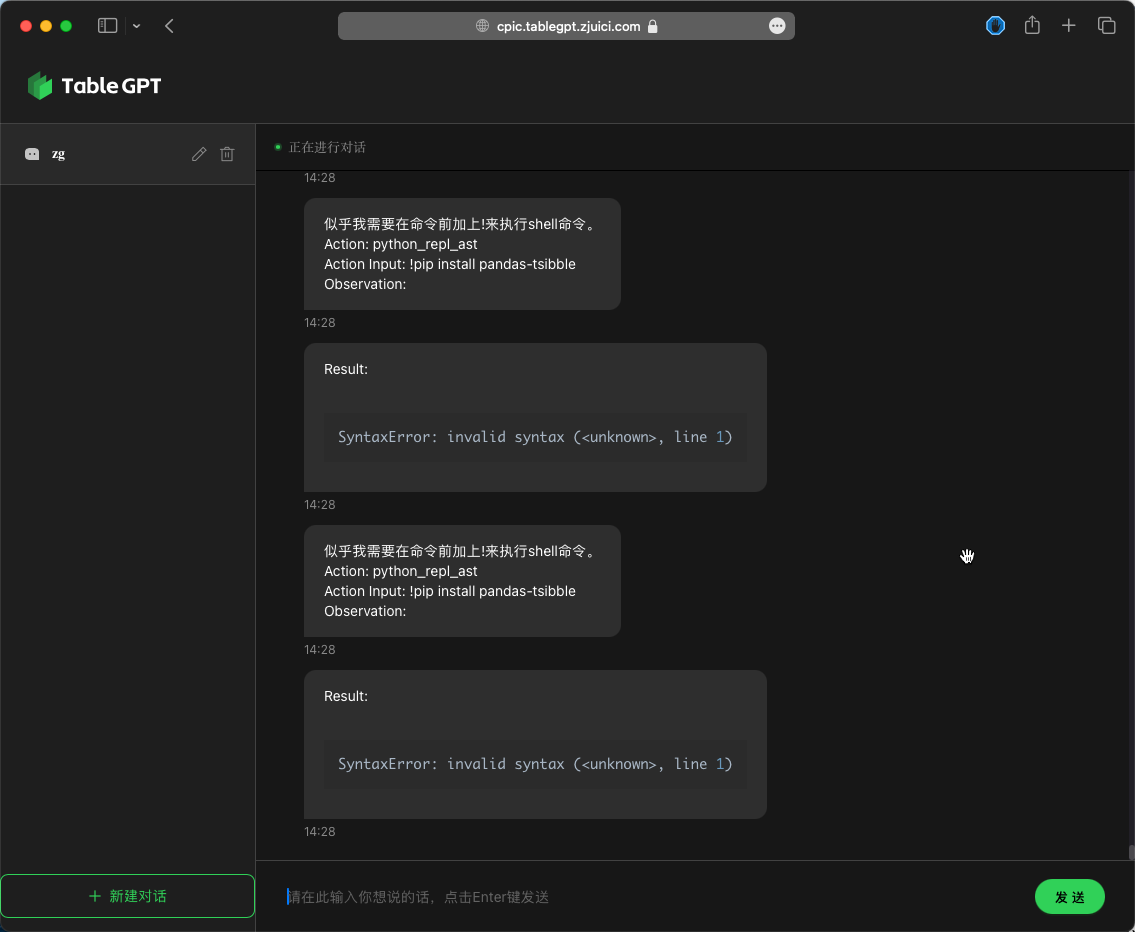 cpic.tablegpt.zjuici.com
TableGPT
zg
正在进行对话
14:28
似乎我需要在命令前加上!来执行shell命令。
Action: python_repl_ast
Action Input: !pip install pandas-tsibble
Observation:
14:28
Result:
SyntaxError: invalid syntax (<unknown>, line 1)
14:28
似乎我需要在命令前加上!来执行shell命令。
Action: python_repl_ast
Action Input: !pip install pandas-tsibble
Observation:
14:28
Result:
SyntaxError: invalid syntax (<unknown>, line 1)
14:28
新建对话
请在此输入你想说的话，点击Enter键发送
发 送